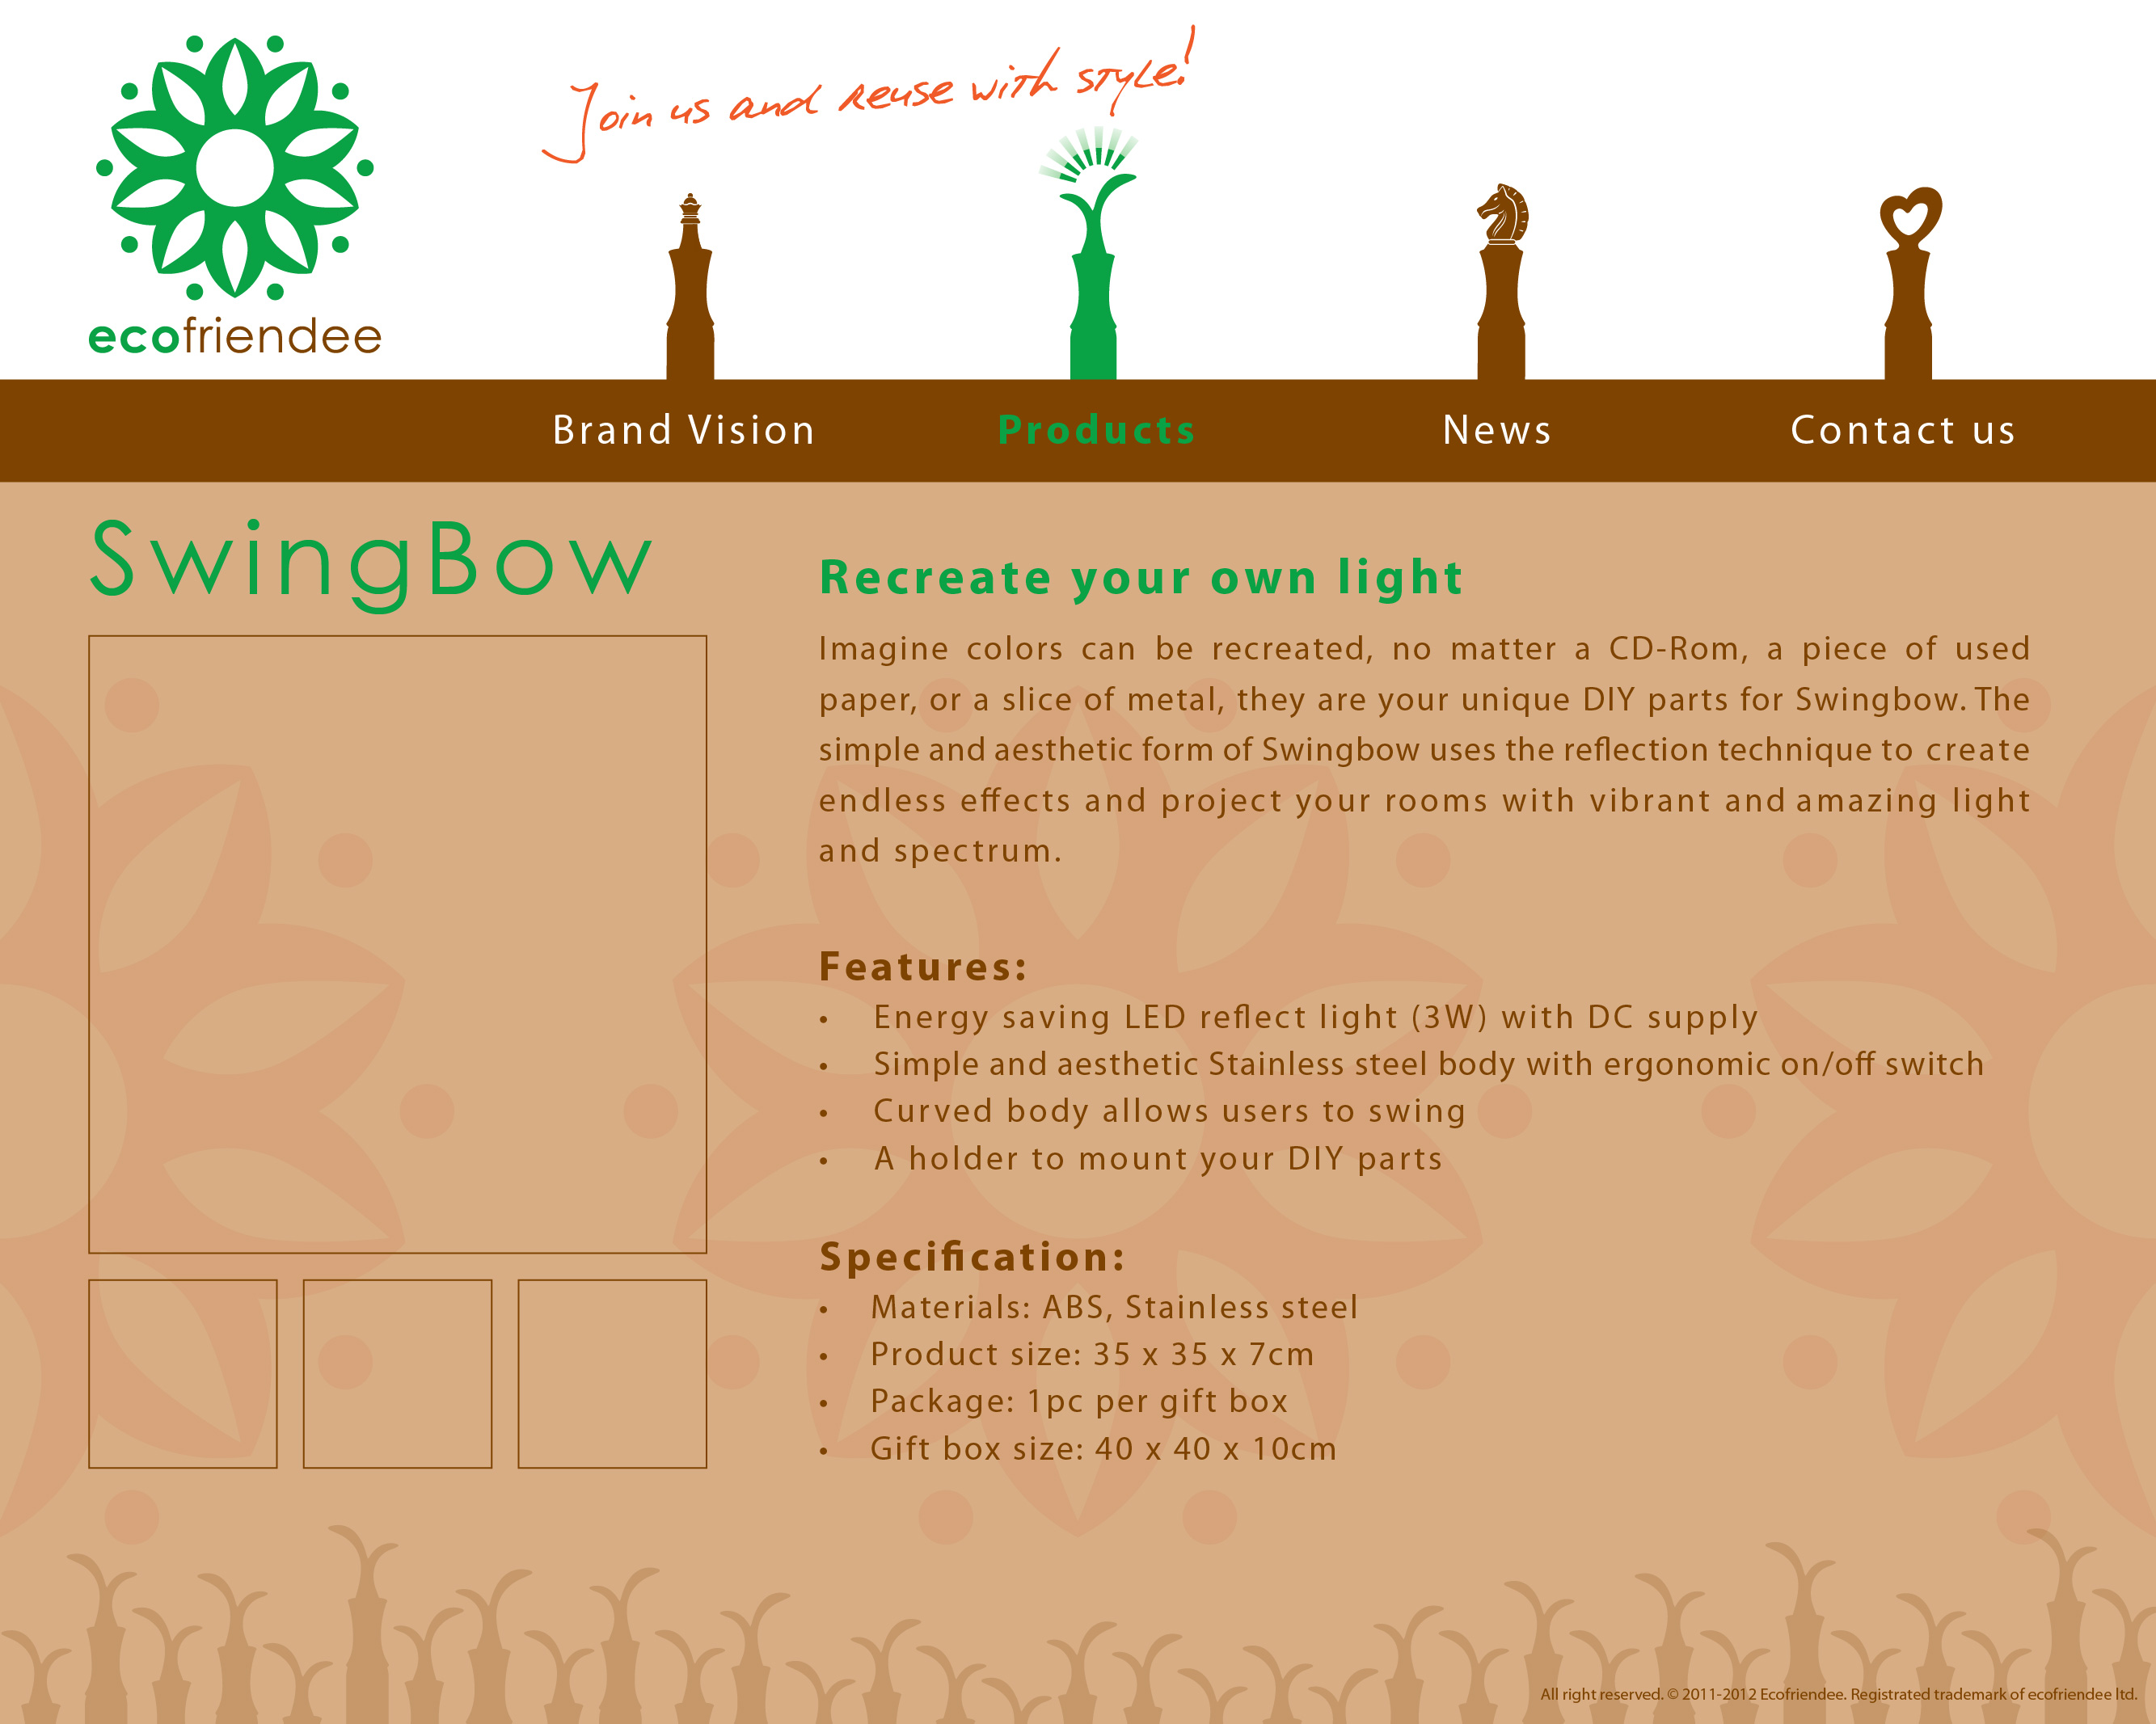 Join us and reuse with style!
ecofriendee
Brand Vision
Products
News
Contact us
SwingBow
Recreate your own light
Imagine colors can be recreated, no matter a CD-Rom, a piece of used
paper, or a slice of metal, they are your unique DIY parts for Swingbow. The
simple and aesthetic form of Swingbow uses the reflection technique to create
endless effects and project your rooms with vibrant and amazing light
and spectrum.
Features:
• Energy saving LED reflect light (3W) with DC supply
• Simple and aesthetic Stainless steel body with ergonomic on/off switch
• Curved body allows users to swing
• A holder to mount your DIY parts
Specification:
• Materials: ABS, Stainless steel
• Product size: 35 x 35 x 7cm
• Package: 1pc per gift box
• Gift box size: 40 x 40 x 10cm
All right reserved. © 2011-2012 Ecofriendee. Registrated trademark of ecofriendee ltd.